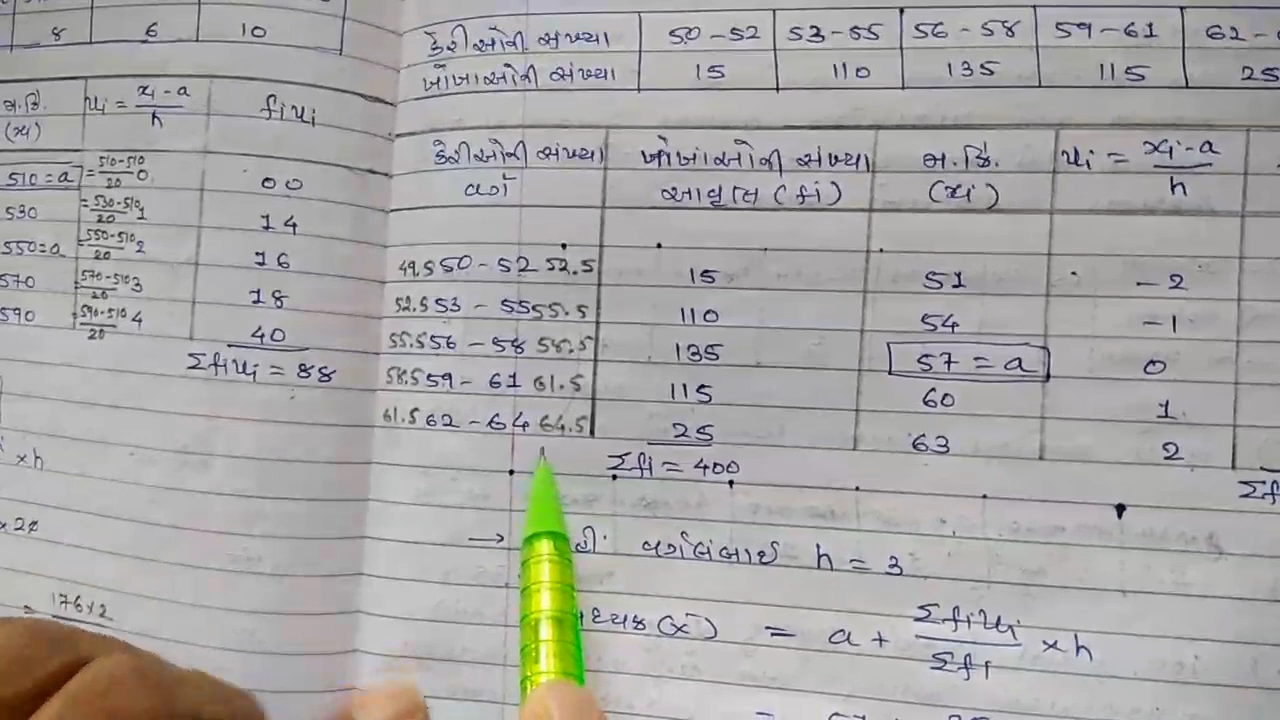 8 6 10
(xi) ui = xi - a / h fiui
510 = a = 510-510 / 20 0 00
530 = 530-510 / 20 1 14
550 = a 550-510 / 20 2 16
570 570-510 / 20 3 18
590 590-510 / 20 4 40
Σfiui = 88
× h
= 176×2
કેરીઓની સંખ્યા 50 - 52 53 - 55 56 - 58 59 - 61 62 -
ખોખાઓની સંખ્યા 15 110 135 115 25
કેરીઓની સંખ્યા ખોખાઓની સંખ્યા મ.કિં. ui = xi - a / h
વર્ગ આવૃત્તિ (fi) (xi)
49.5 50 - 52 52.5 15 51 - 2
52.5 53 - 55 55.5 110 54 - 1
55.5 56 - 58 58.5 135 57 = a 0
58.5 59 - 61 61.5 115 60 1
61.5 62 - 64 64.5 25 63 2
Σfi = 400 Σf
→ વર્ગલંબાઈ h = 3
(x̄) = a + Σfiui / Σfi × h